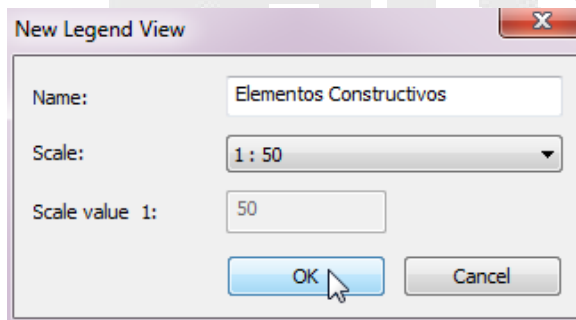 New Legend View
Name: Elementos Constructivos
Scale: 1 : 50
Scale value 1: 50
OK Cancel